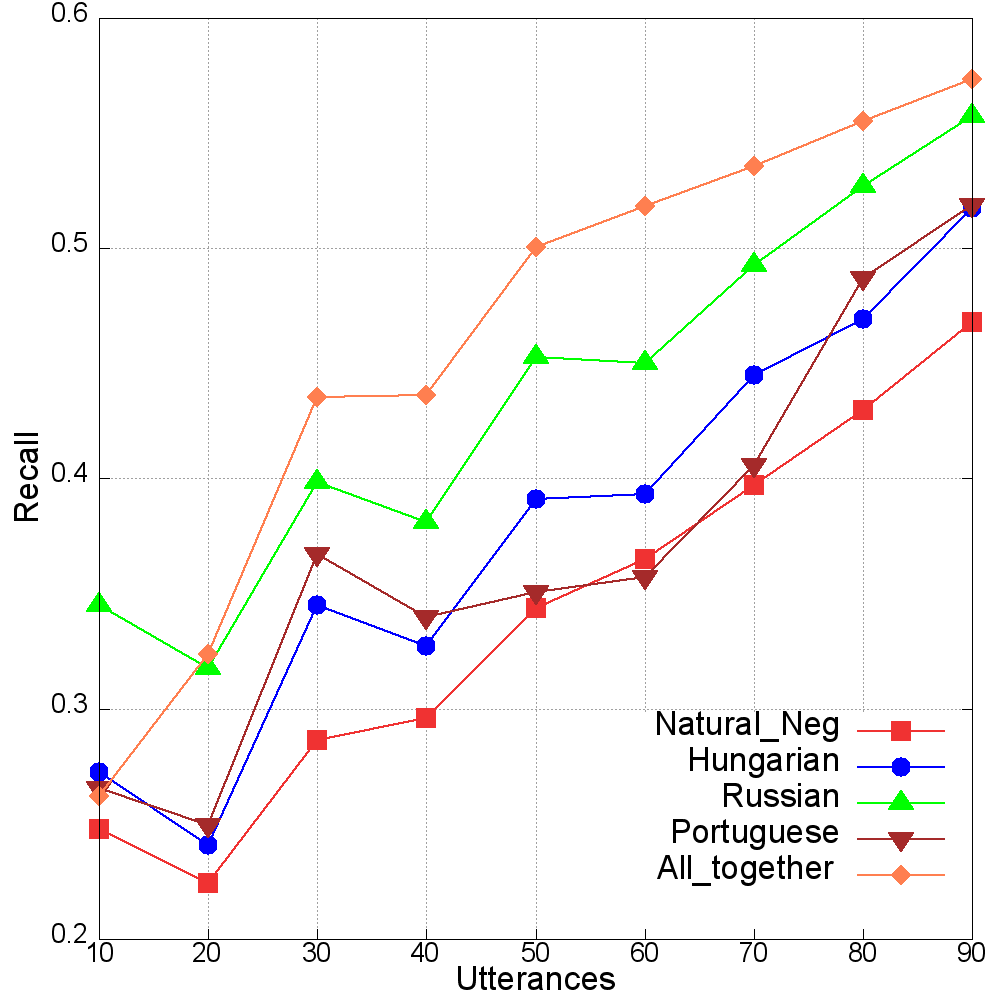 0.6
0.5
0.4
0.3
0.2
Recall
10 20 30 40 50 60 70 80 90
Utterances
Natural_Neg
Hungarian
Russian
Portuguese
All_together